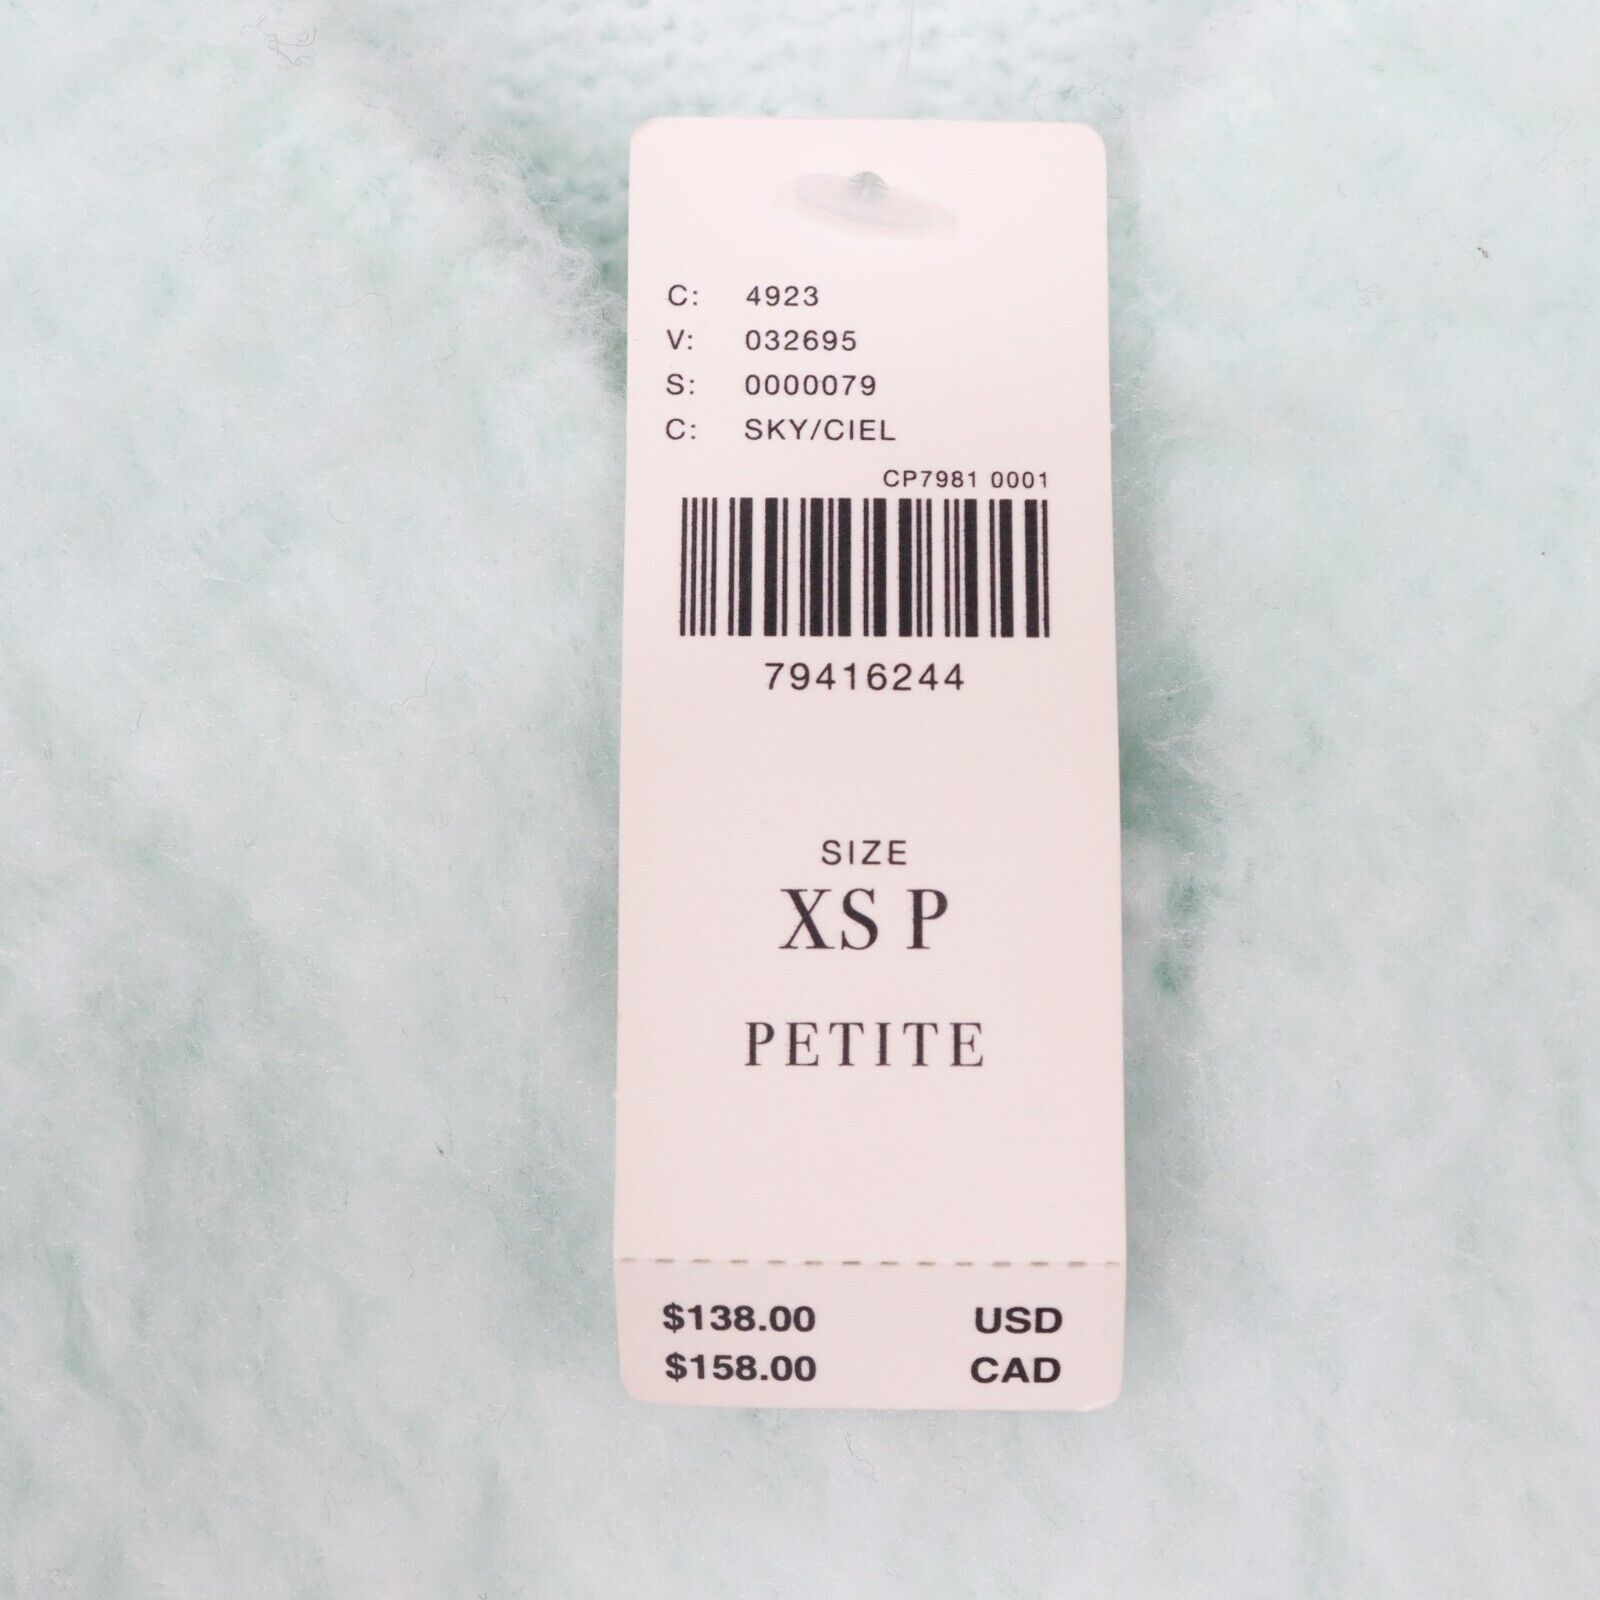 C: 4923
V: 032695
S: 0000079
C: SKY/CIEL
CP7981 0001
79416244
SIZE
XS P
PETITE
$138.00 USD
$158.00 CAD